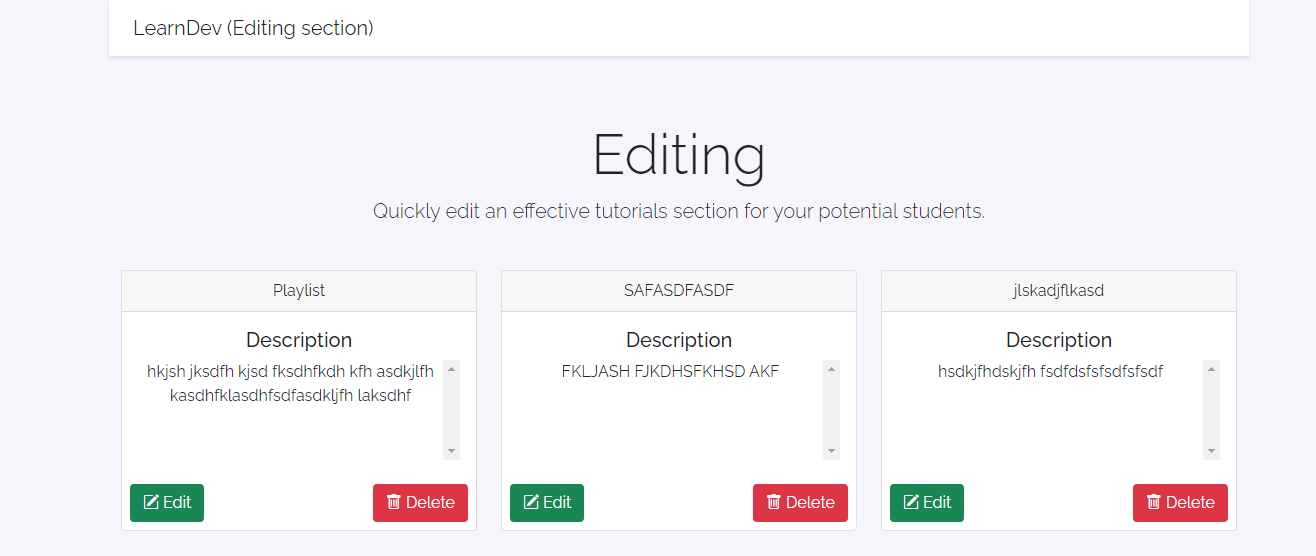 LearnDev (Editing section)
Editing
Quickly edit an effective tutorials section for your potential students.
Playlist
Description
hkjsh jksdfh kjsd fksdhfkdh kfh asdkjlfh
kasdhfklasdhfsdfasdkljfh laksdhf
Edit
Delete
SAFASDFASDF
Description
FKLJASH FJKDHSFKHSD AKF
Edit
Delete
jlskadjflkasd
Description
hsdkjfhdskjfh fsdfdsfsfsdfsfsdf
Edit
Delete